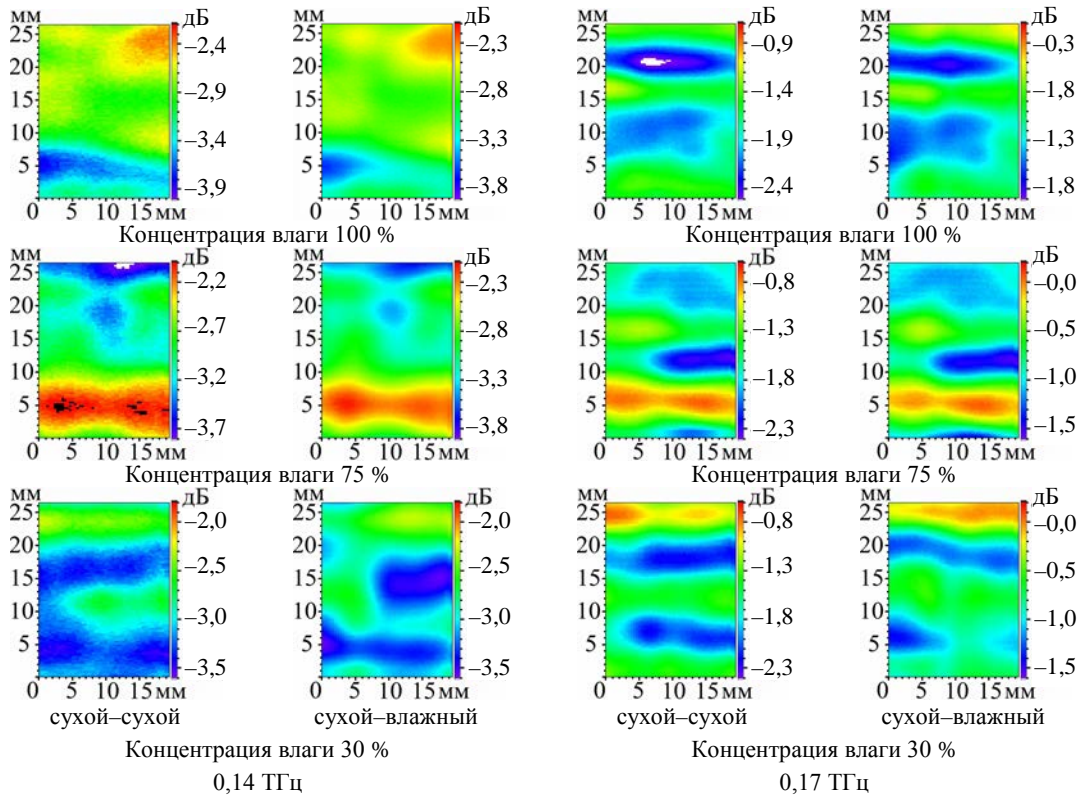 мм дБ мм дБ мм дБ мм дБ
25 –2,4 25 –2,3 25 –0,9 25 –0,3
20 20 20 20
–2,9 –2,8 –1,4 –1,8
15 15 15 15
10 –3,4 10 –3,3 10 –1,9 10 –1,3
5 5 5 5
–3,9 –3,8 –2,4 –1,8
0 5 10 15 мм 0 5 10 15 мм 0 5 10 15 мм 0 5 10 15 мм
Концентрация влаги 100 % Концентрация влаги 100 %
мм дБ мм дБ мм дБ мм дБ
25 –2,2 25 –2,3 25 –0,8 25 –0,0
20 20 20 20
–2,7 –2,8 –1,3 –0,5
15 15 15 15
10 –3,2 10 –3,3 10 –1,8 10 –1,0
5 5 5 5
–3,7 –3,8 –2,3 –1,5
0 5 10 15 мм 0 5 10 15 мм 0 5 10 15 мм 0 5 10 15 мм
Концентрация влаги 75 % Концентрация влаги 75 %
мм дБ мм дБ мм дБ мм дБ
25 –2,0 25 –2,0 25 –0,8 25 –0,0
20 20 20 20
–2,5 –2,5 –1,3 –0,5
15 15 15 15
10 –3,0 10 –3,0 10 –1,8 10 –1,0
5 5 5 5
–3,5 –3,5 –2,3 –1,5
0 5 10 15 мм 0 5 10 15 мм 0 5 10 15 мм 0 5 10 15 мм
сухой–сухой сухой–влажный сухой–сухой сухой–влажный
Концентрация влаги 30 % Концентрация влаги 30 %
0,14 ТГц 0,17 ТГц